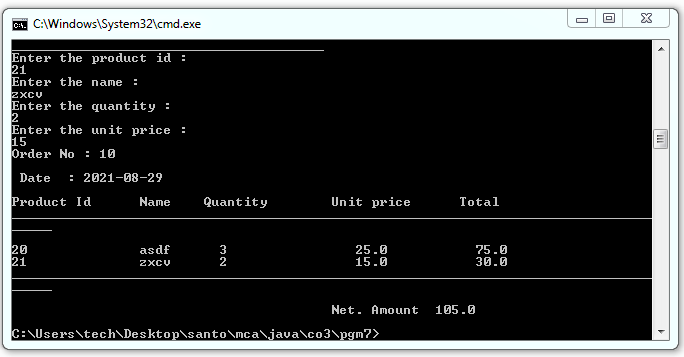 C:\Windows\System32\cmd.exe
Enter the product id :
21
Enter the name :
zxcv
Enter the quantity :
2
Enter the unit price :
15
Order No : 10
Date : 2021-08-29
Product Id Name Quantity Unit price Total
20 asdf 3 25.0 75.0
21 zxcv 2 15.0 30.0
Net. Amount 105.0
C:\Users\tech\Desktop\santo\mca\java\co3\pgm7>